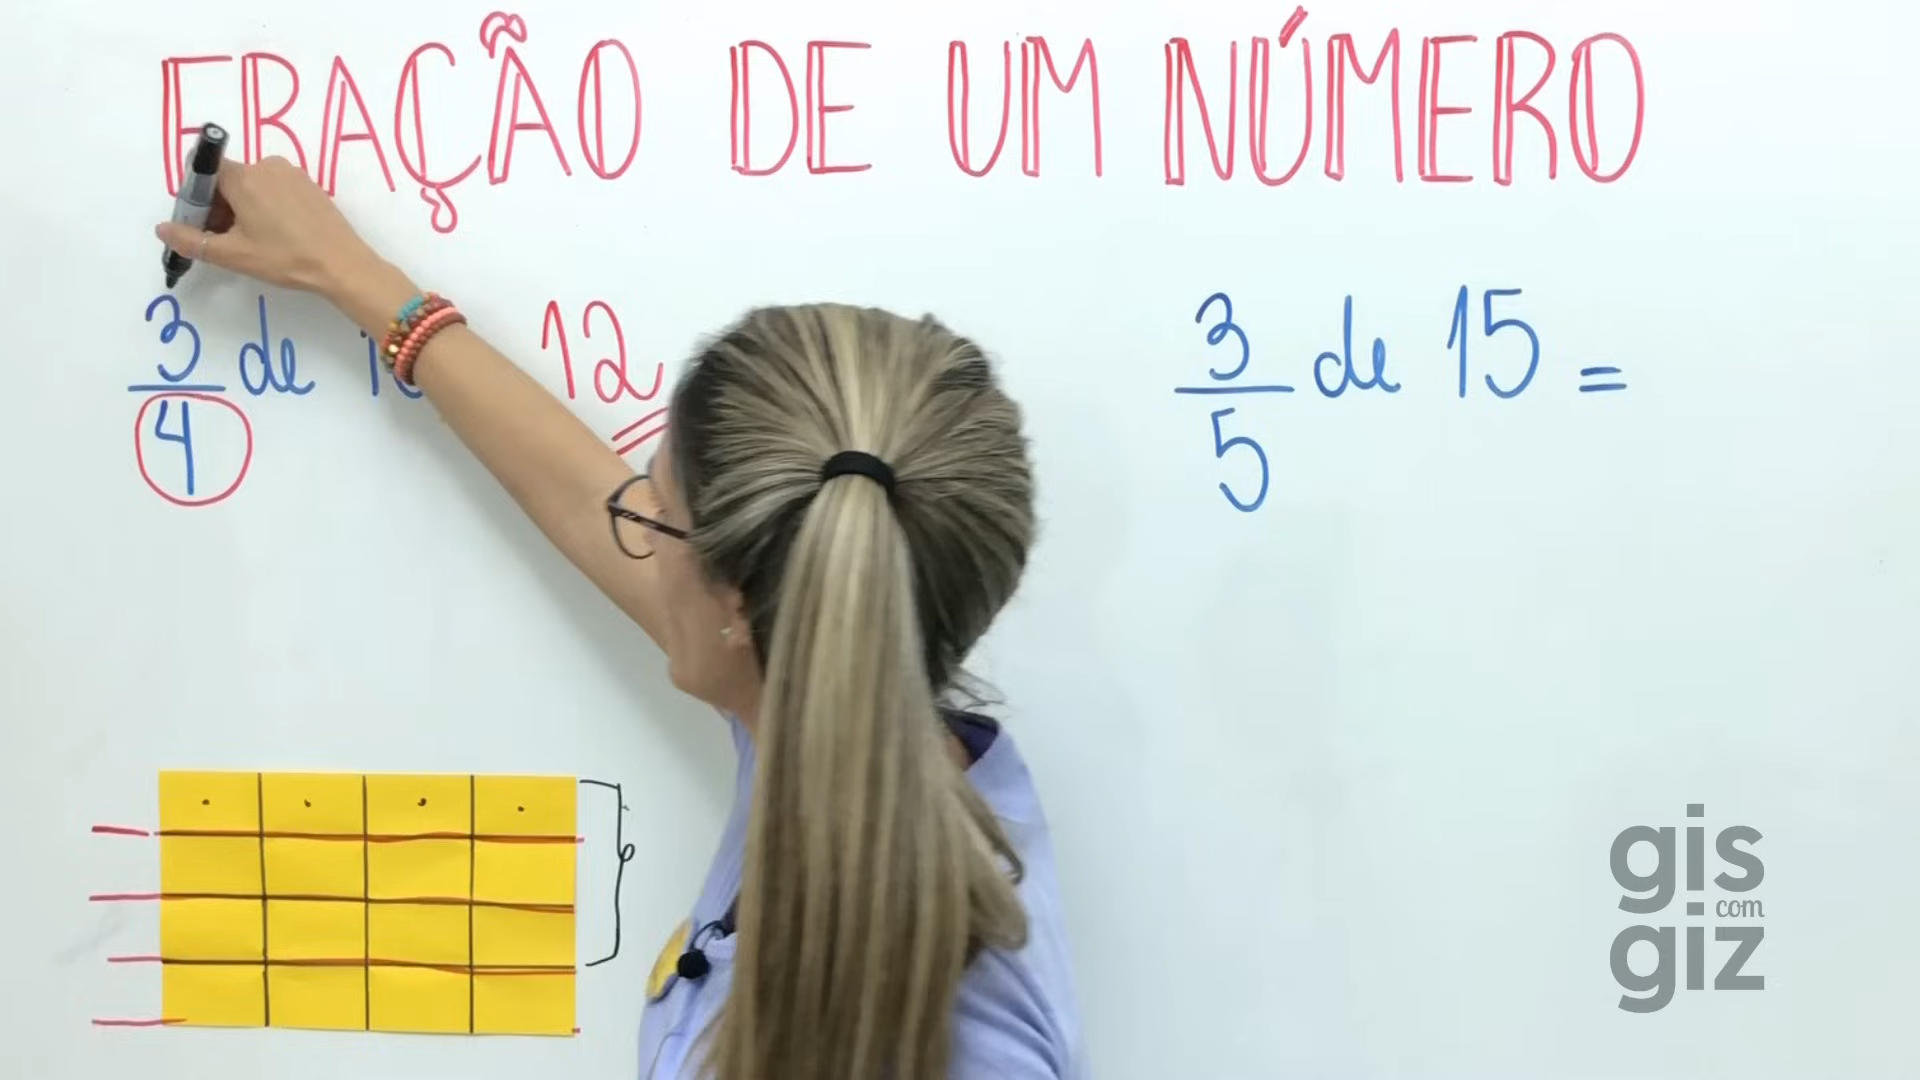 FRAÇÃO DE UM NÚMERO
3/4 de 12
3/5 de 15 =
gis
com
giz